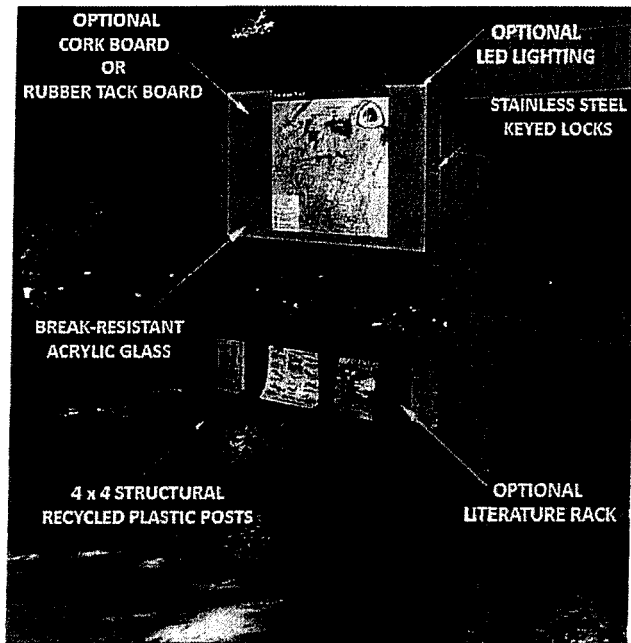 OPTIONAL
CORK BOARD
OR
RUBBER TACK BOARD
OPTIONAL
LED LIGHTING
STAINLESS STEEL
KEYED LOCKS
BREAK-RESISTANT
ACRYLIC GLASS
4 x 4 STRUCTURAL
RECYCLED PLASTIC POSTS
OPTIONAL
LITERATURE RACK